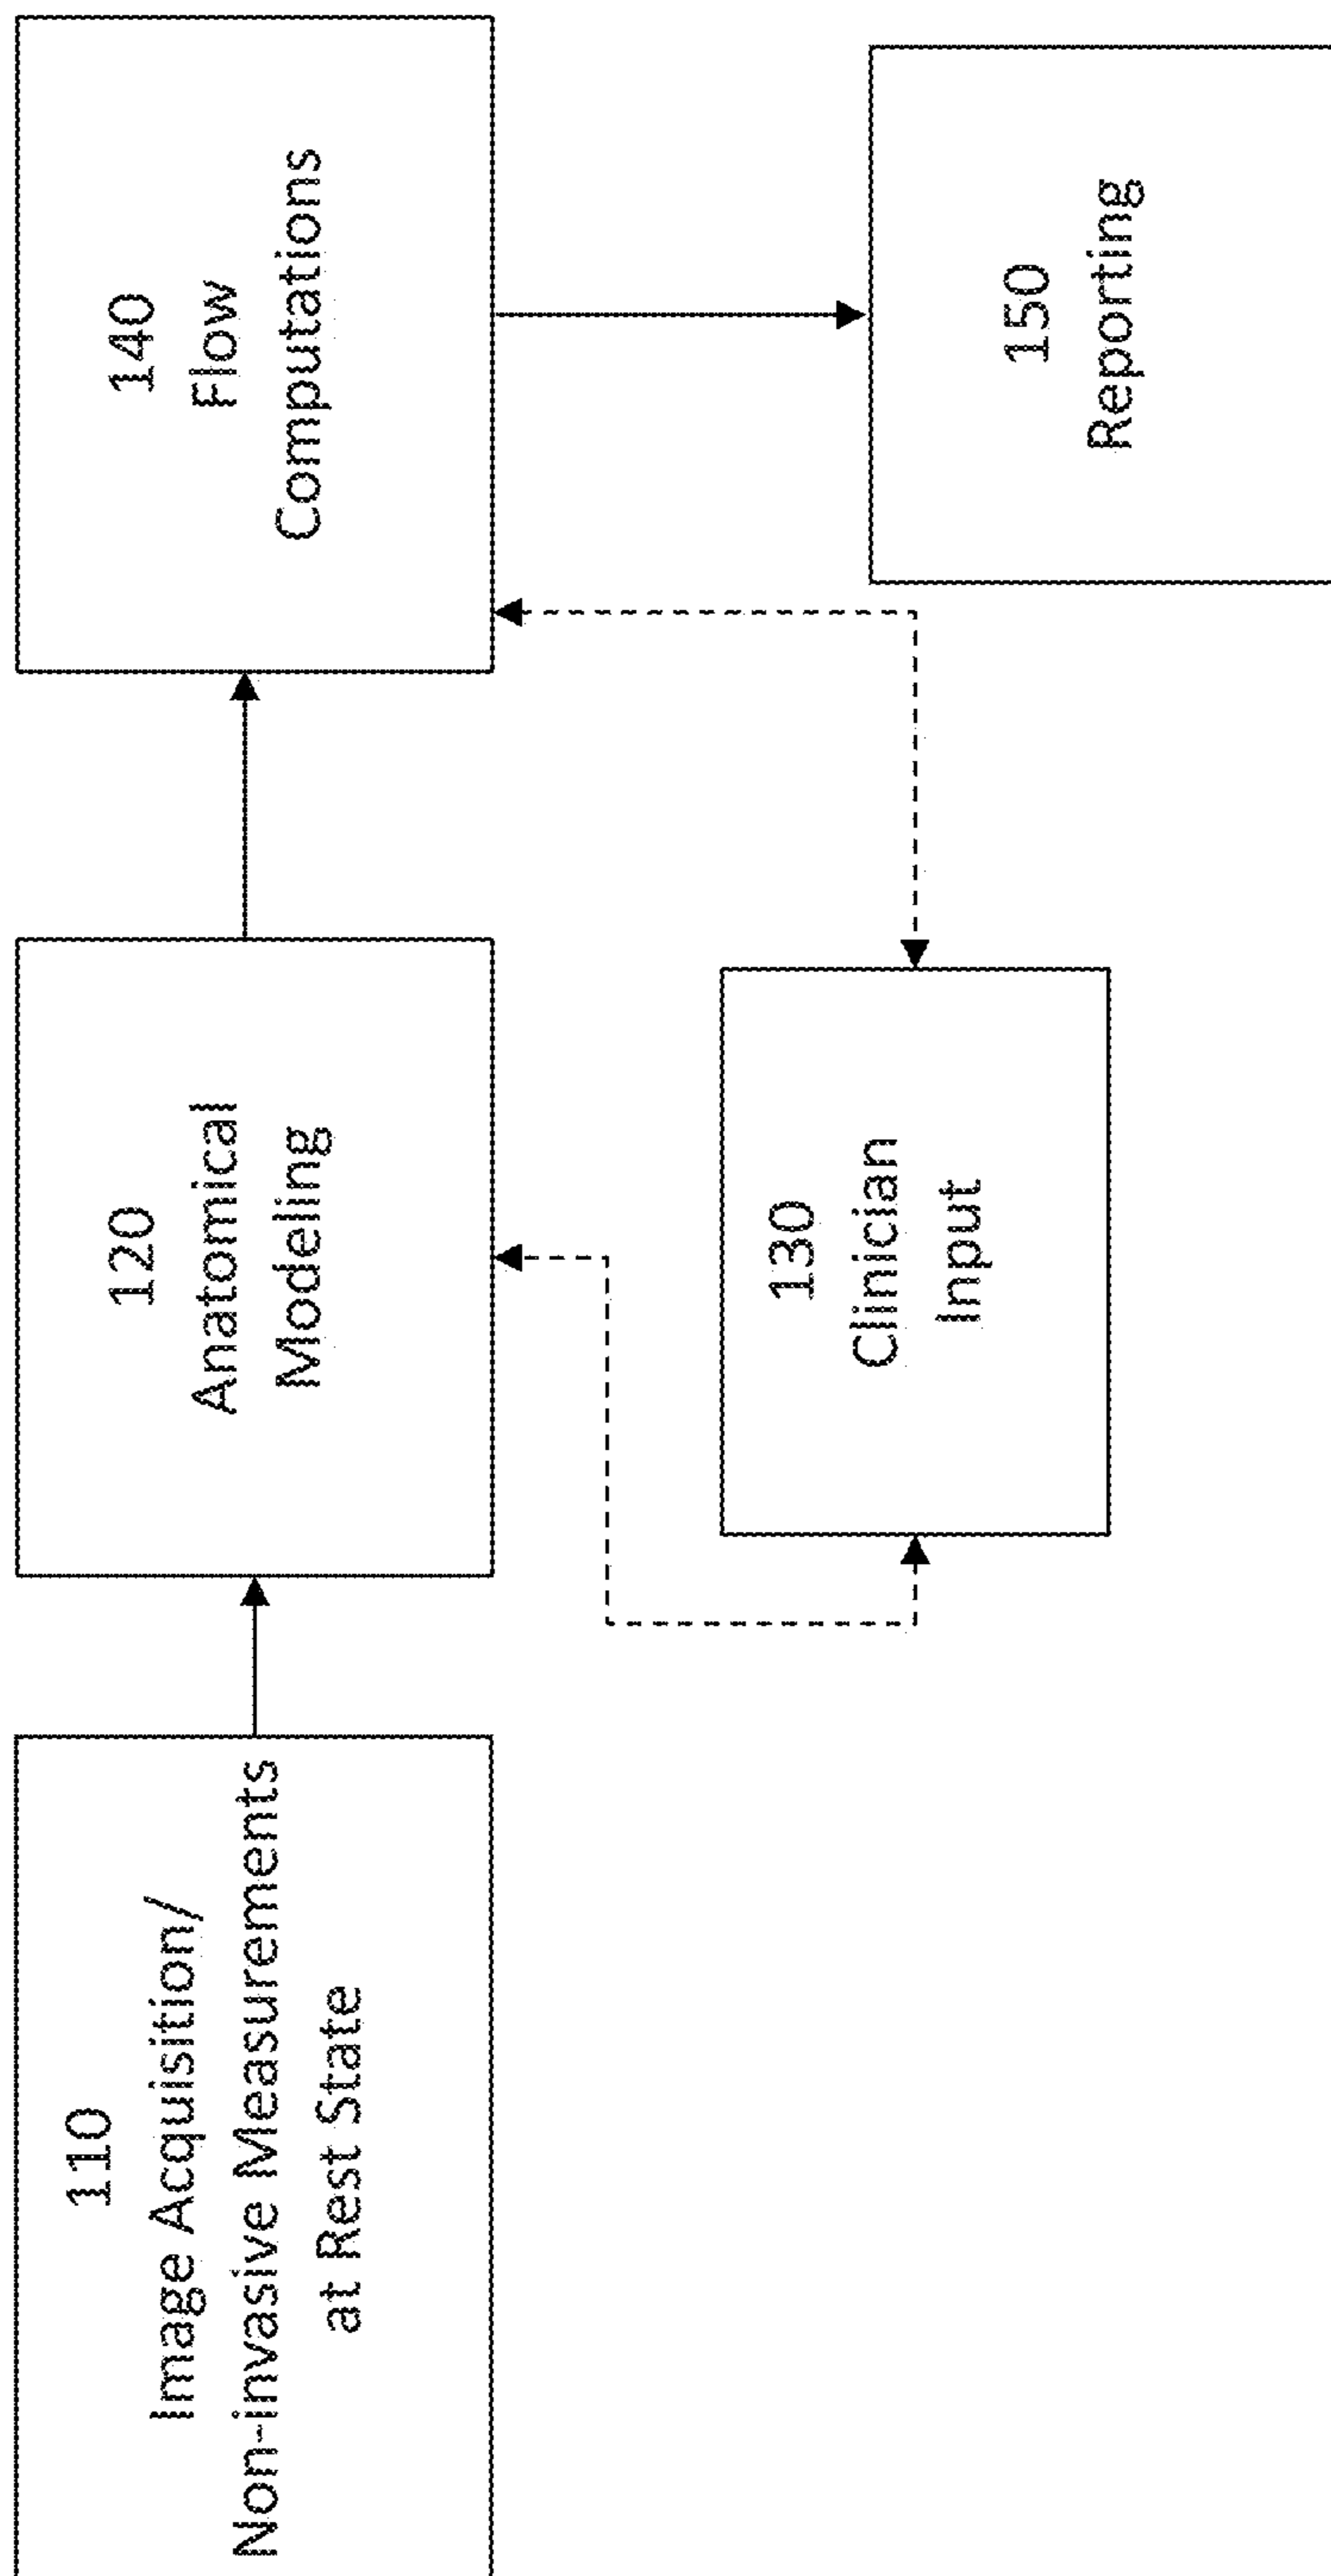 110
Image Acquisition/
Non-invasive Measurements
at Rest State
120
Anatomical
Modeling
130
Clinician
Input
140
Flow
Computations
150
Reporting